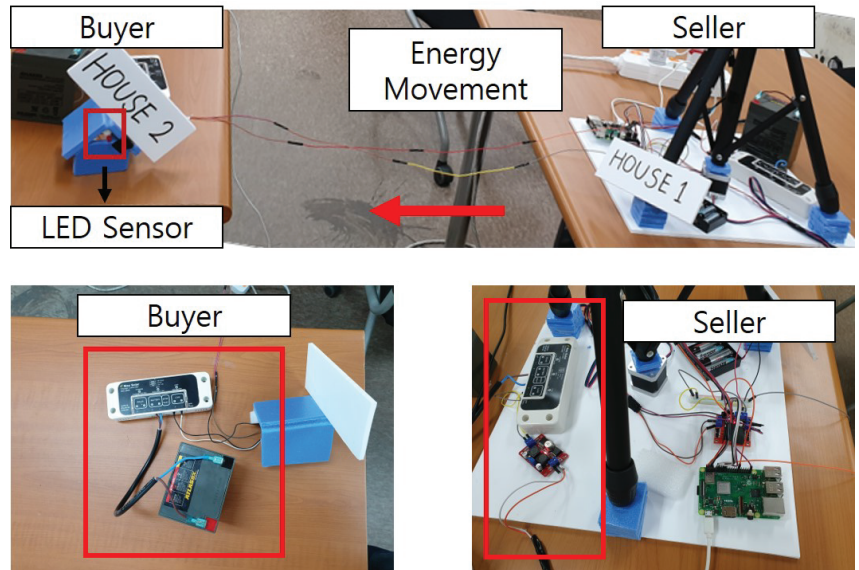 Buyer
Energy
Movement
Seller
HOUSE 2
HOUSE 1
LED Sensor
Buyer
Seller